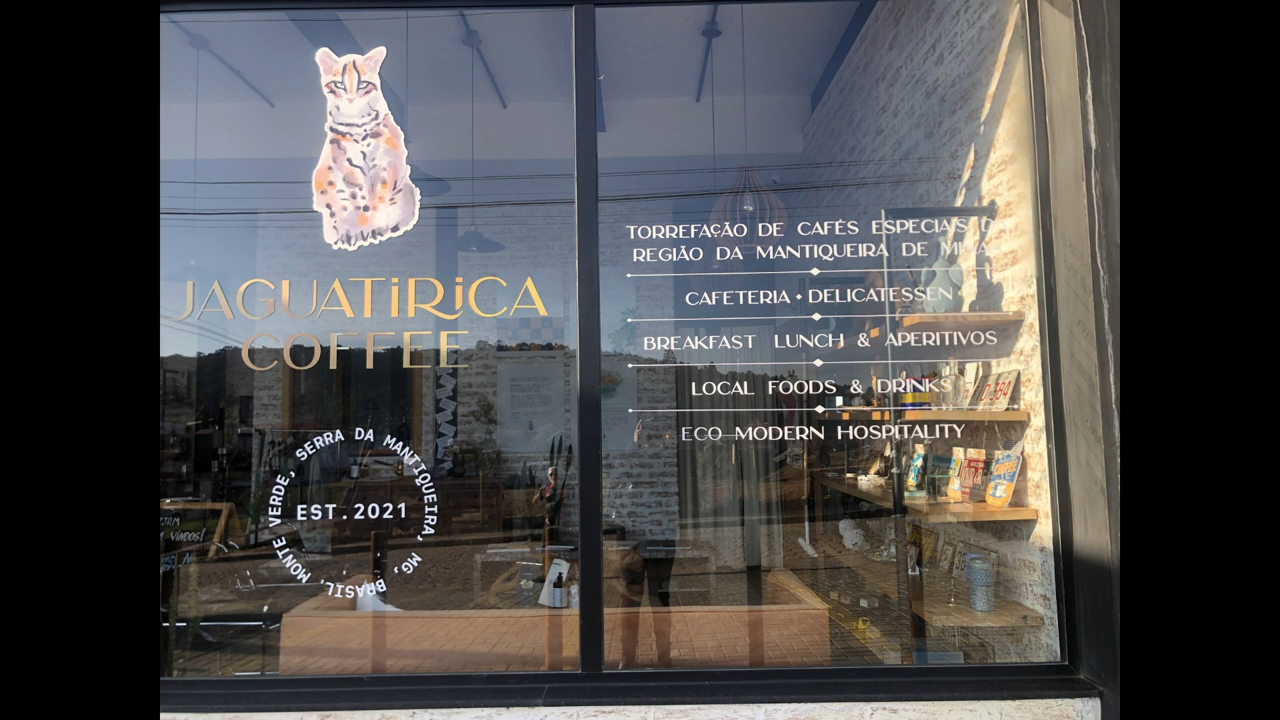 JAGUATiRiCA
COFFEE
SERRA DA MANTIQUEIRA, MG, BRASIL, MONTE VERDE,
EST. 2021
TORREFAÇÃO DE CAFÉS ESPECIAIS
REGIÃO DA MANTIQUEIRA DE
CAFETERIA • DELICATESSEN
BREAKFAST LUNCH & APERITIVOS
LOCAL FOODS & DRINKS
ECO MODERN HOSPITALITY
VINDOS!